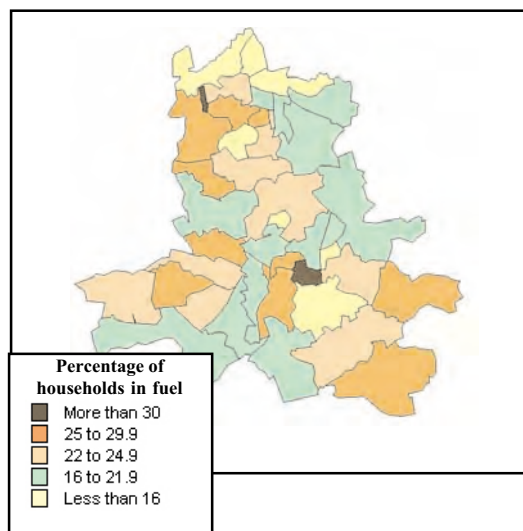 Percentage of
households in fuel
More than 30
25 to 29.9
22 to 24.9
16 to 21.9
Less than 16